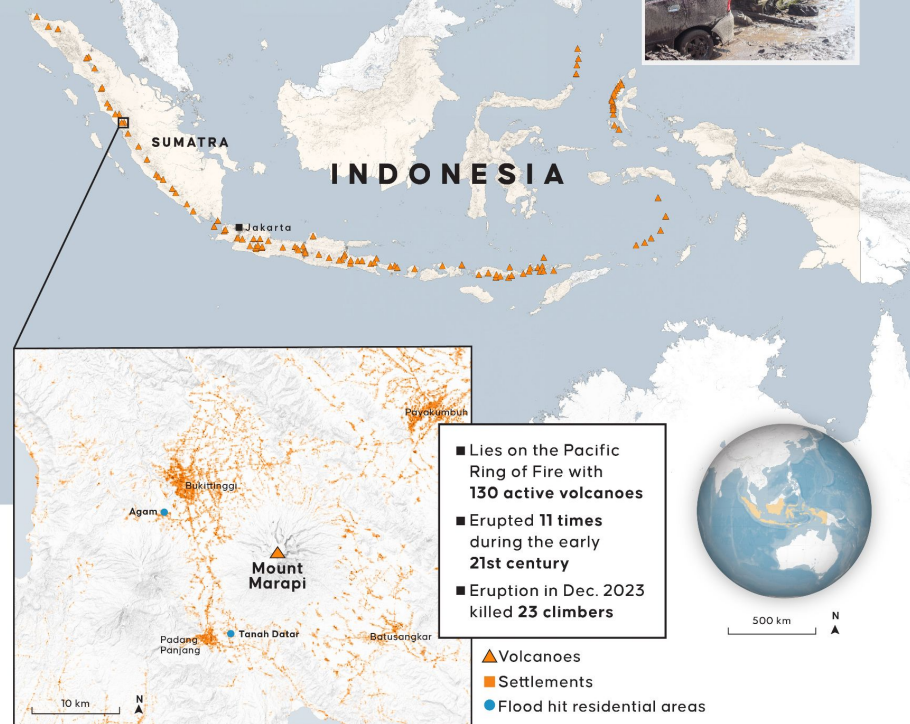 SUMATRA
INDONESIA
Jakarta
Payakumbuh
Bukittinggi
Agam
Mount
Marapi
Tanah Datar
Padang
Panjang
Batusangkar
10 km
N
Lies on the Pacific
Ring of Fire with
130 active volcanoes
Erupted 11 times
during the early
21st century
Eruption in Dec. 2023
killed 23 climbers
500 km
N
Volcanoes
Settlements
Flood hit residential areas